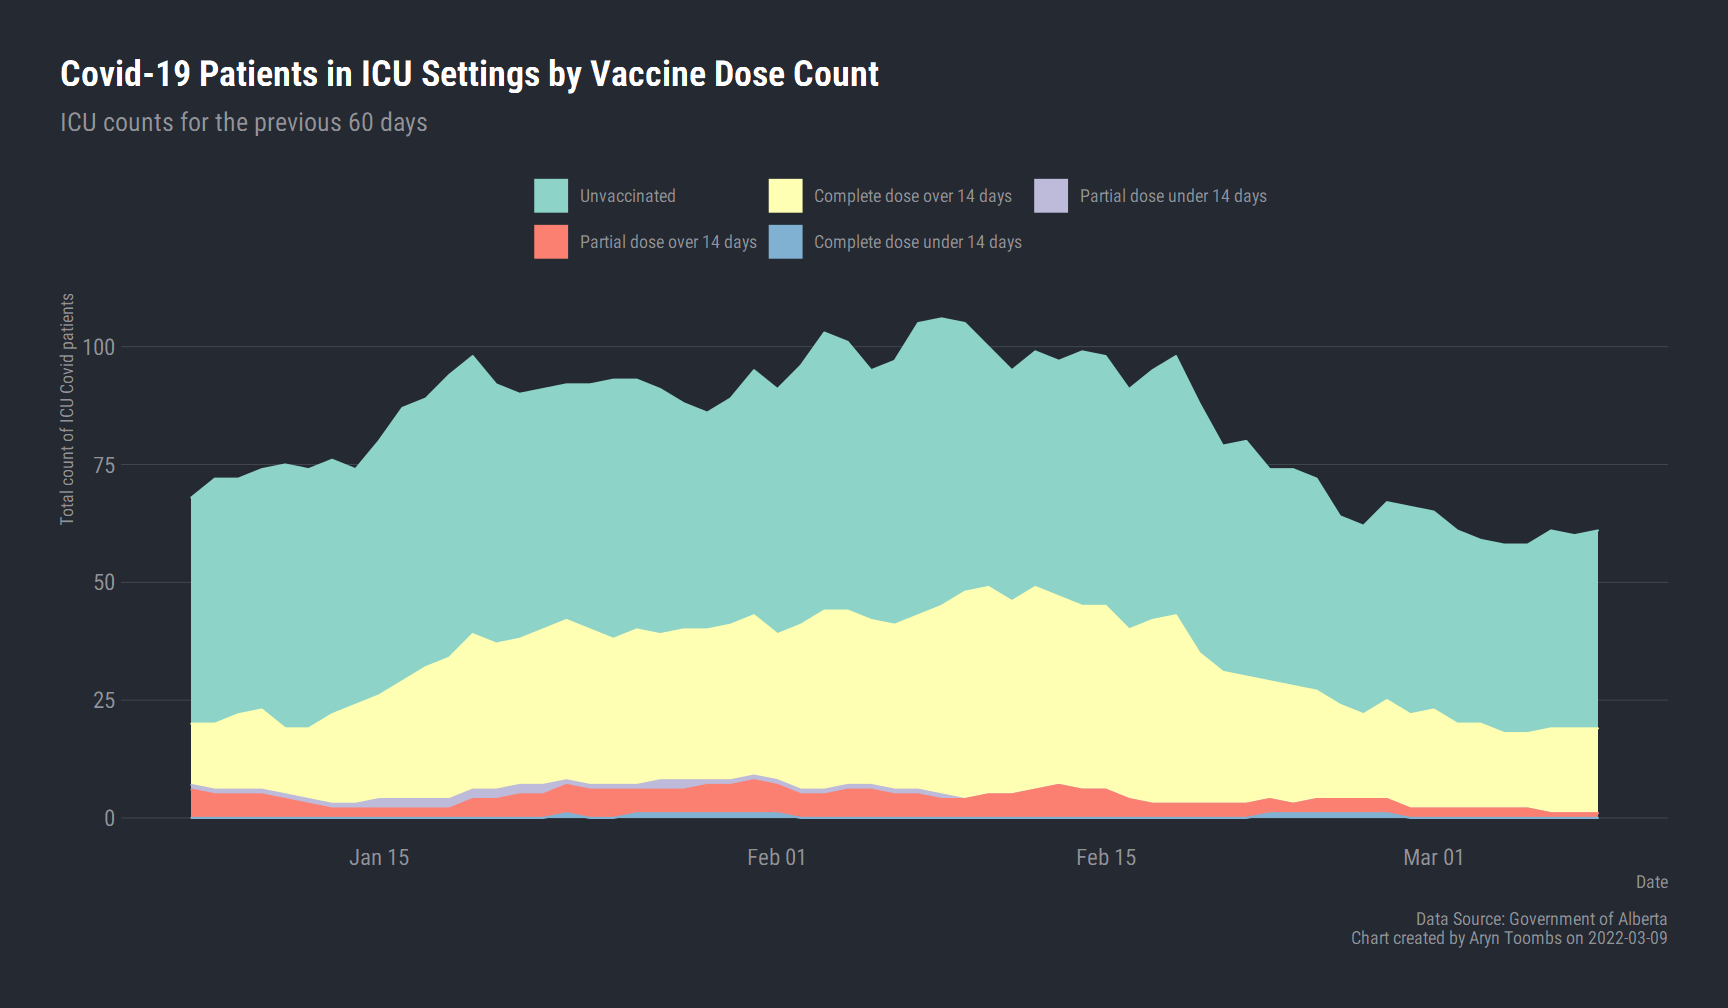 Covid-19 Patients in ICU Settings by Vaccine Dose Count
ICU counts for the previous 60 days
Unvaccinated
Complete dose over 14 days
Partial dose under 14 days
Partial dose over 14 days
Complete dose under 14 days
Total count of ICU Covid patients
100
75
50
25
0
Jan 15
Feb 01
Feb 15
Mar 01
Date
Data Source: Government of Alberta
Chart created by Aryn Toombs on 2022-03-09